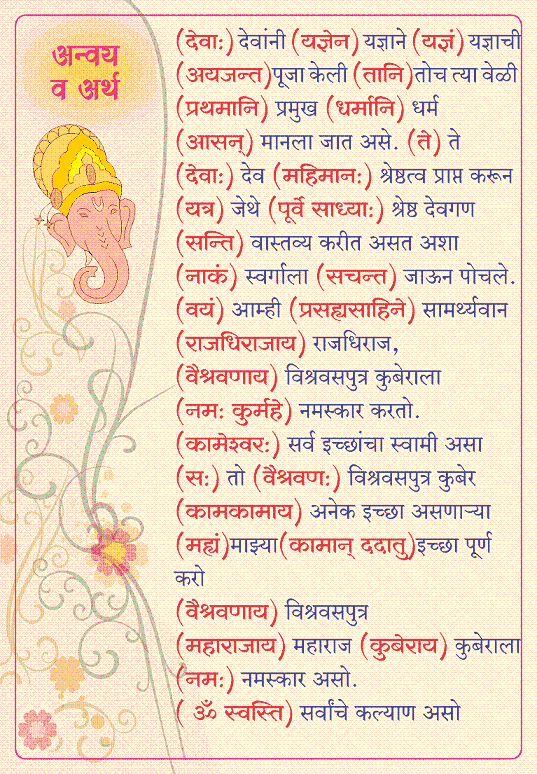 अन्वय
व अर्थ
(देवाः) देवांनी (यज्ञेन) यज्ञाने (यज्ञं) यज्ञाची
(अयजन्त)पूजा केली (तानि)तोच त्या वेळी
(प्रथमानि) प्रमुख (धर्मानि) धर्म
(आसन्) मानला जात असे. (ते) ते
(देवाः) देव (महिमानः) श्रेष्ठत्व प्राप्त करून
(यत्र) जेथे (पूर्वे साध्याः) श्रेष्ठ देवगण
(सन्ति) वास्तव्य करीत असत अशा
(नाकं) स्वर्गाला (सचन्त) जाऊन पोचले.
(वयं) आम्ही (प्रसह्यसाहिने) सामर्थ्यवान
(राजधिराजाय) राजधिराज,
(वैश्रवणाय) विश्रवसपुत्र कुबेराला
(नमः कुर्महे) नमस्कार करतो.
(कामेश्वरः) सर्व इच्छांचा स्वामी असा
(सः) तो (वैश्रवणः) विश्रवसपुत्र कुबेर
(कामकामाय) अनेक इच्छा असणाऱ्या
(मह्यं)माझ्या(कामान् ददातु)इच्छा पूर्ण
करो
(वैश्रवणाय) विश्रवसपुत्र
(महाराजाय) महाराज (कुबेराय) कुबेराला
(नमः) नमस्कार असो.
( ॐ स्वस्ति) सर्वांचे कल्याण असो